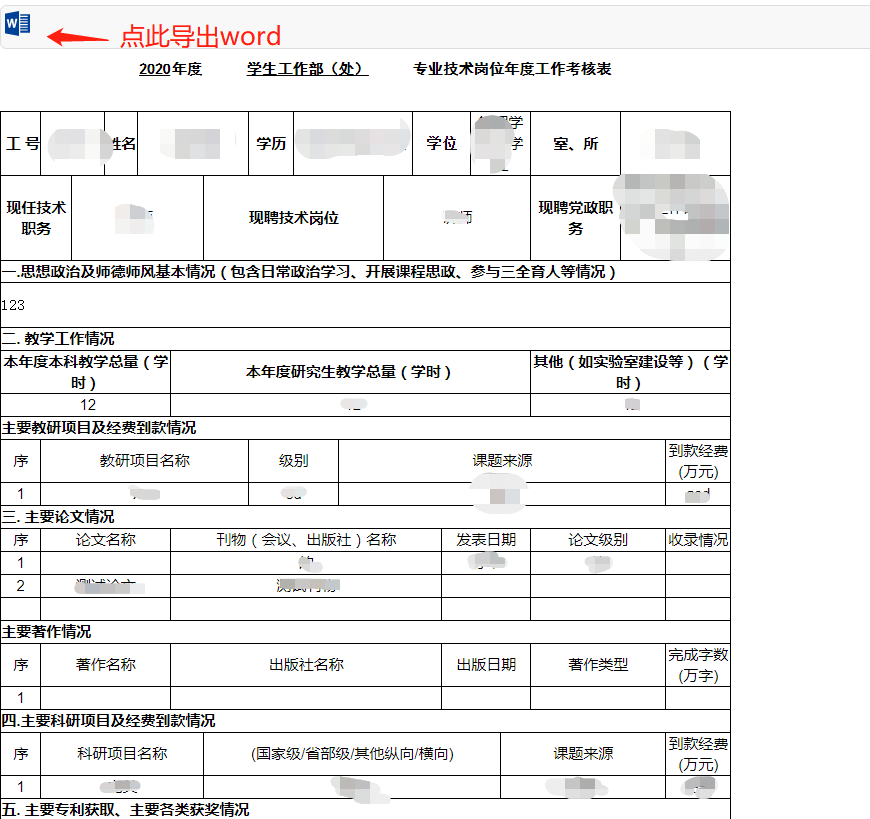 W
点此导出word
2020年度 学生工作部（处） 专业技术岗位年度工作考核表
工 号 姓名 学历 学位 学 学 室、所
现任技术职务 现聘技术岗位 师 现聘党政职务
一.思想政治及师德师风基本情况（包含日常政治学习、开展课程思政、参与三全育人等情况）
123
二. 教学工作情况
本年度本科教学总量（学时） 本年度研究生教学总量（学时） 其他（如实验室建设等）（学时）
12
主要教研项目及经费到款情况
序 教研项目名称 级别 课题来源 到款经费(万元)
1
三. 主要论文情况
序 论文名称 刊物（会议、出版社）名称 发表日期 论文级别 收录情况
1
2 测试论文 测试刊物
主要著作情况
序 著作名称 出版社名称 出版日期 著作类型 完成字数(万字)
1
四.主要科研项目及经费到款情况
序 科研项目名称 (国家级/省部级/其他纵向/横向) 课题来源 到款经费(万元)
1
五. 主要专利获取、主要各类获奖情况